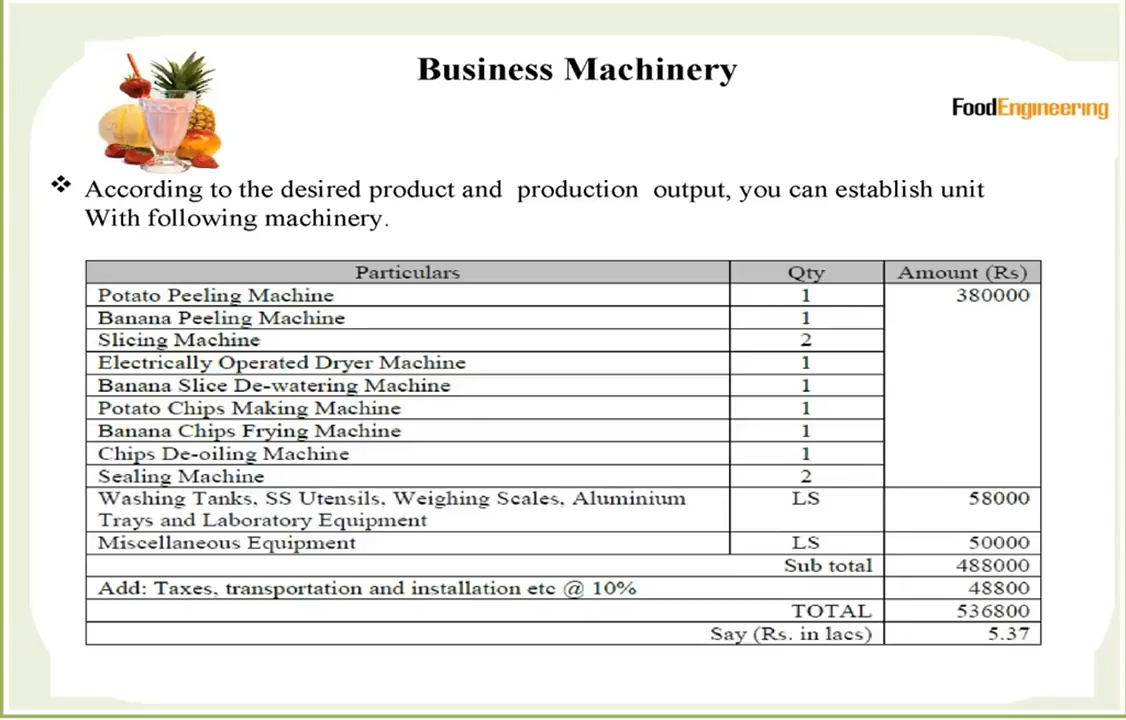 Business Machinery
FoodEngineering
❖ According to the desired product and production output, you can establish unit
With following machinery.
Particulars Qty Amount (Rs)
Potato Peeling Machine 1 380000
Banana Peeling Machine 1
Slicing Machine 2
Electrically Operated Dryer Machine 1
Banana Slice De-watering Machine 1
Potato Chips Making Machine 1
Banana Chips Frying Machine 1
Chips De-oiling Machine 1
Sealing Machine 2
Washing Tanks, SS Utensils, Weighing Scales, Aluminium LS 58000
Trays and Laboratory Equipment
Miscellaneous Equipment LS 50000
Sub total 488000
Add: Taxes, transportation and installation etc @ 10% 48800
TOTAL 536800
Say (Rs. in lacs) 5.37